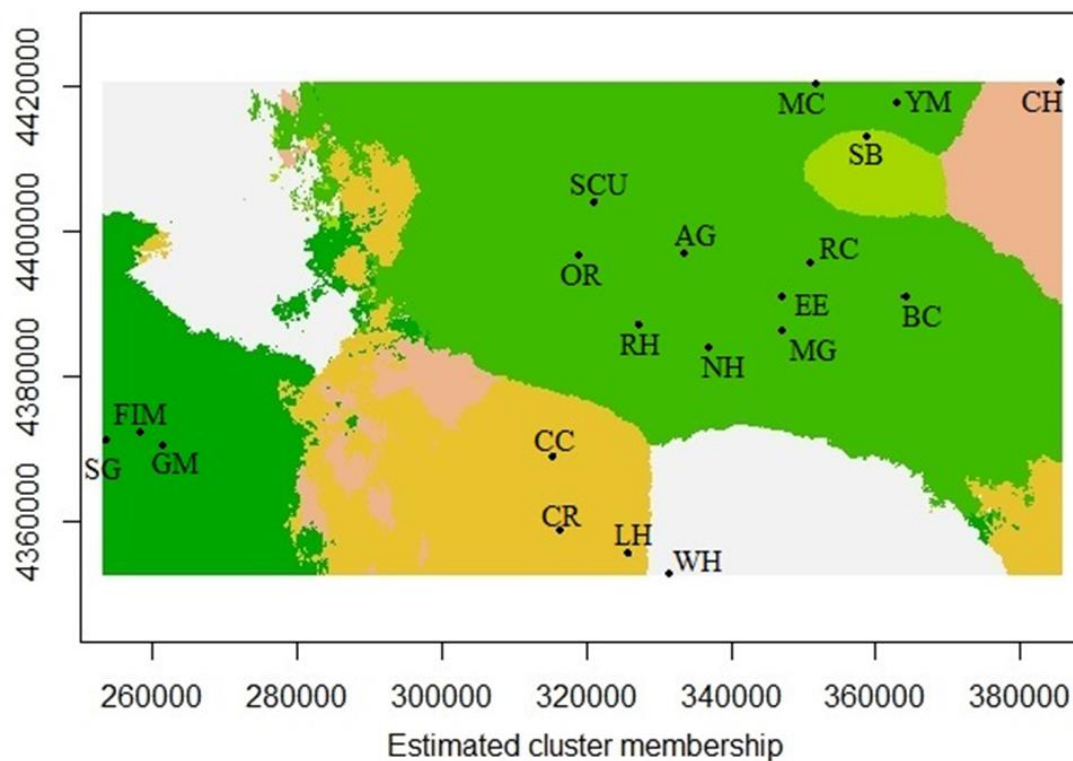 4420000
4400000
4380000
4360000
MC
YM
CH
SB
SCU
AG
RC
OR
EE
BC
RH
MG
NH
FIM
SG
GM
CC
CR
LH
WH
260000 280000 300000 320000 340000 360000 380000
Estimated cluster membership